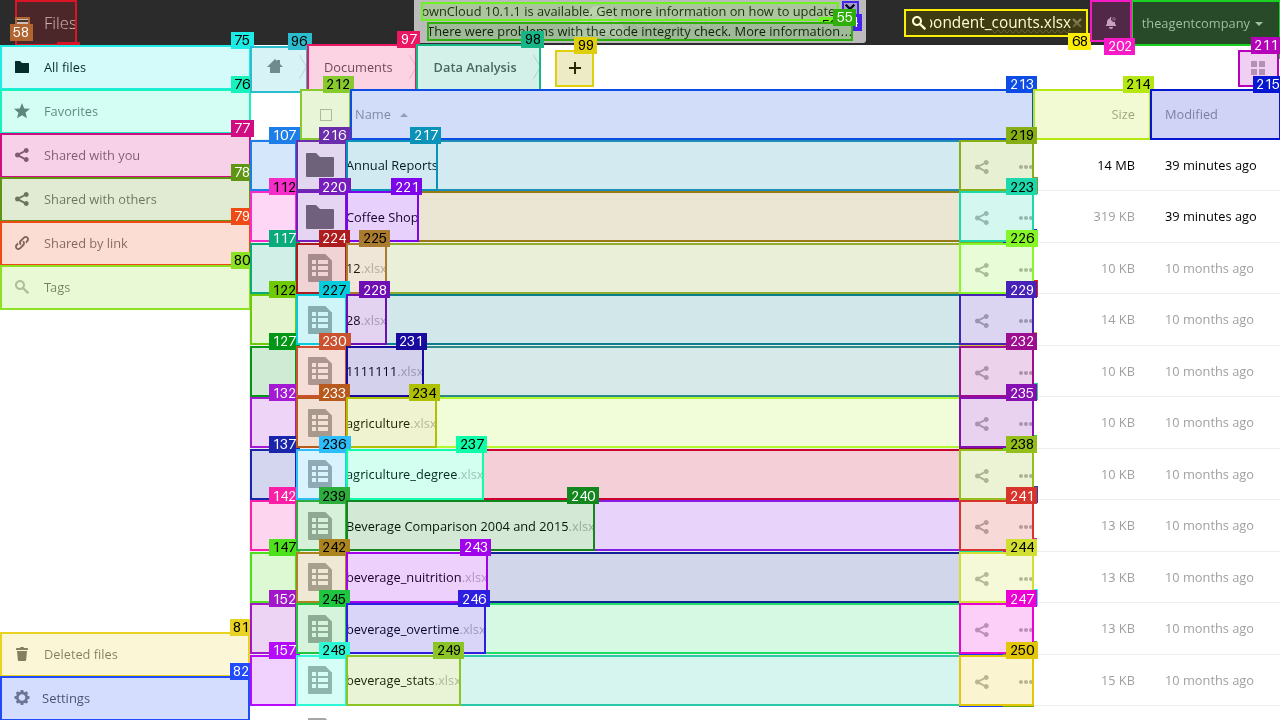 Files
58
ownCloud 10.1.1 is available. Get more information on how to update
There were problems with the code integrity check. More information...
55
pondent_counts.xlsx
68
202
theagentcompany
75
All files
76
Favorites
77
Shared with you
78
Shared with others
79
Shared by link
80
Tags
81
Deleted files
82
Settings
96
97
Documents
98
Data Analysis
99
+
211
212
Name
213
Size
214
Modified
215
107
216
217
Annual Reports
219
14 MB
39 minutes ago
112
220
221
Coffee Shop
223
319 KB
39 minutes ago
117
224
225
12.xlsx
226
10 KB
10 months ago
122
227
228
28.xlsx
229
14 KB
10 months ago
127
230
231
1111111.xlsx
232
10 KB
10 months ago
132
233
234
agriculture.xlsx
235
10 KB
10 months ago
137
236
237
agriculture_degree.xlsx
238
10 KB
10 months ago
142
239
240
Beverage Comparison 2004 and 2015.xlsx
241
13 KB
10 months ago
147
242
243
beverage_nuitrition.xlsx
244
13 KB
10 months ago
152
245
246
beverage_overtime.xlsx
247
13 KB
10 months ago
157
248
249
beverage_stats.xlsx
250
15 KB
10 months ago